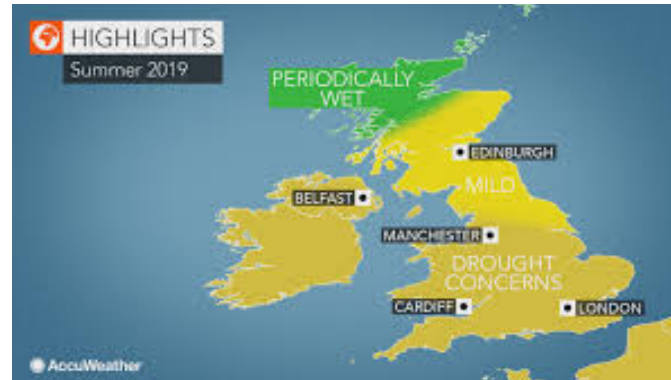 HIGHLIGHTS
Summer 2019
PERIODICALLY
WET
EDINBURGH
MILD
BELFAST
MANCHESTER
DROUGHT
CONCERNS
CARDIFF
LONDON
AccuWeather